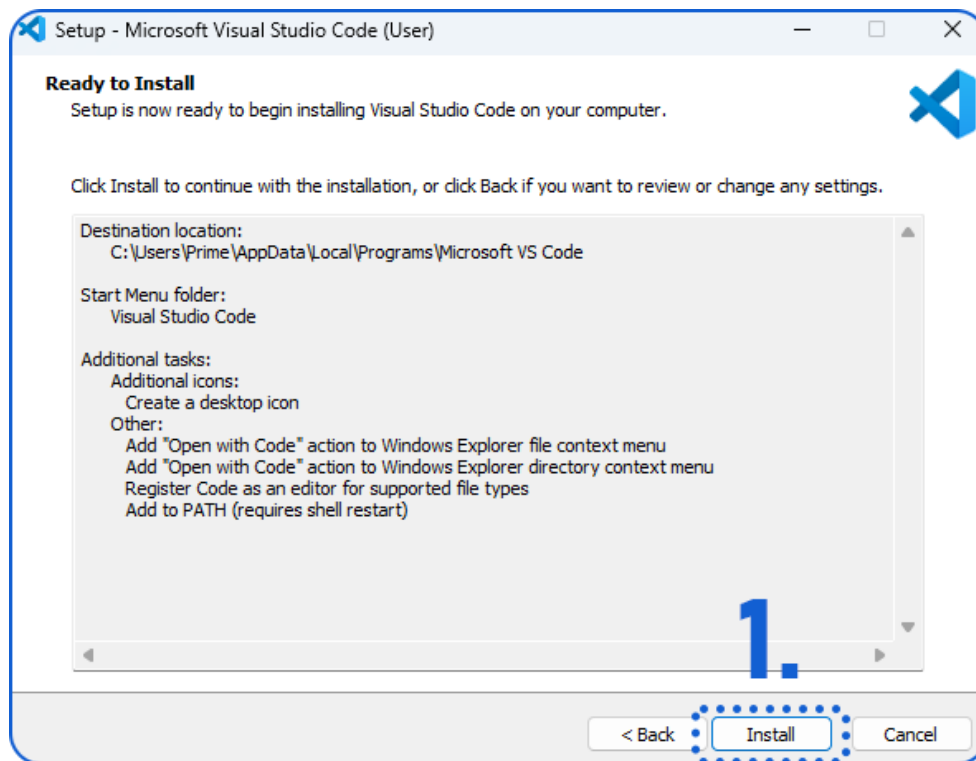 Setup - Microsoft Visual Studio Code (User)
Ready to Install
Setup is now ready to begin installing Visual Studio Code on your computer.
Click Install to continue with the installation, or click Back if you want to review or change any settings.
Destination location:
C:\Users\Prime\AppData\Local\Programs\Microsoft VS Code
Start Menu folder:
Visual Studio Code
Additional tasks:
Additional icons:
Create a desktop icon
Other:
Add "Open with Code" action to Windows Explorer file context menu
Add "Open with Code" action to Windows Explorer directory context menu
Register Code as an editor for supported file types
Add to PATH (requires shell restart)
1.
< Back Install Cancel